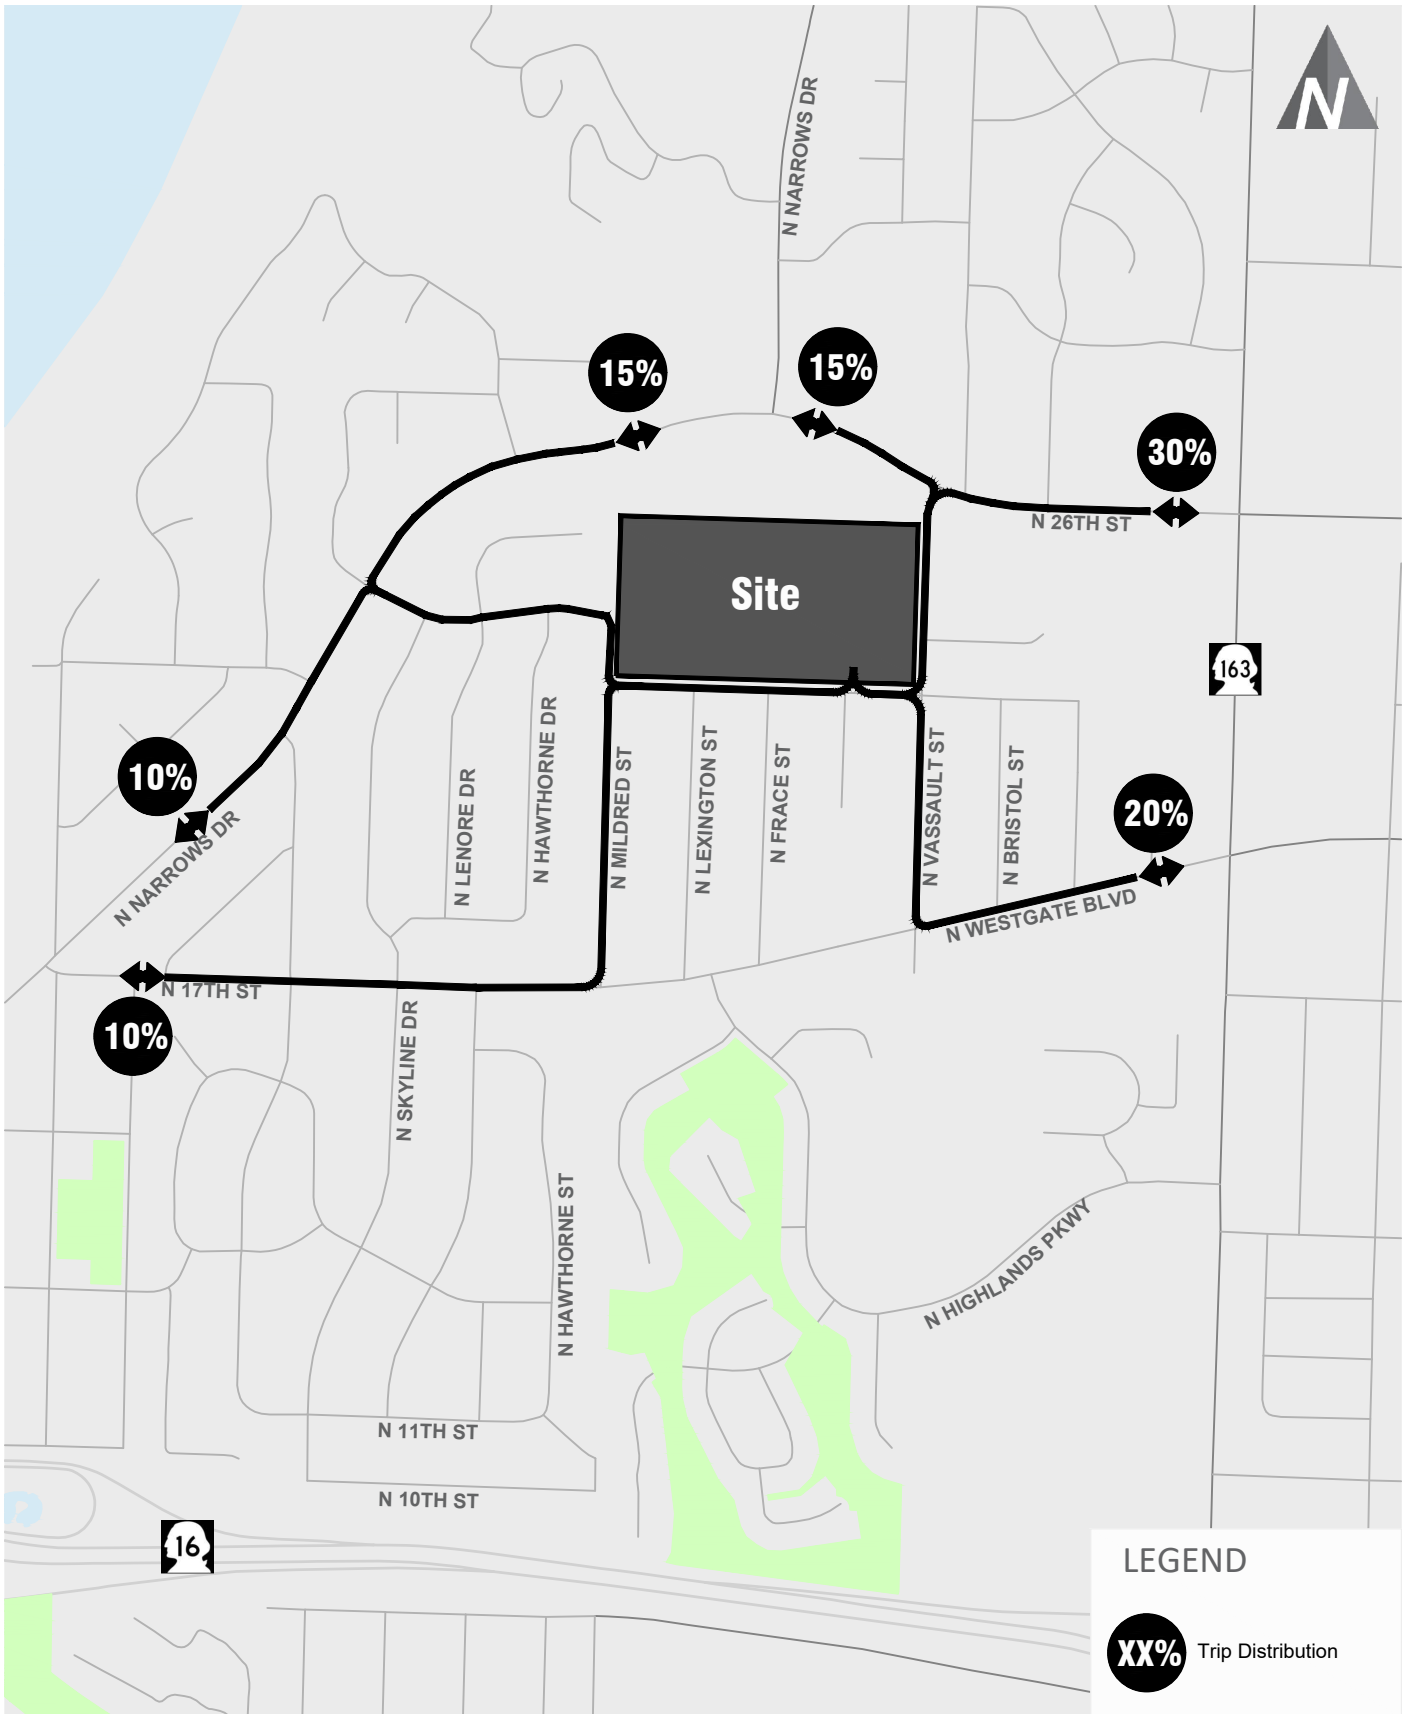 N
N NARROWS DR
15%
15%
30%
N 26TH ST
Site
163
10%
N NARROWS DR
N LENORE DR
N HAWTHORNE DR
N MILDRED ST
N LEXINGTON ST
N FRACE ST
N VASSAULT ST
N BRISTOL ST
20%
N WESTGATE BLVD
N 17TH ST
10%
N SKYLINE DR
N HAWTHORNE ST
N HIGHLANDS PKWY
N 11TH ST
N 10TH ST
16
LEGEND
XX% Trip Distribution